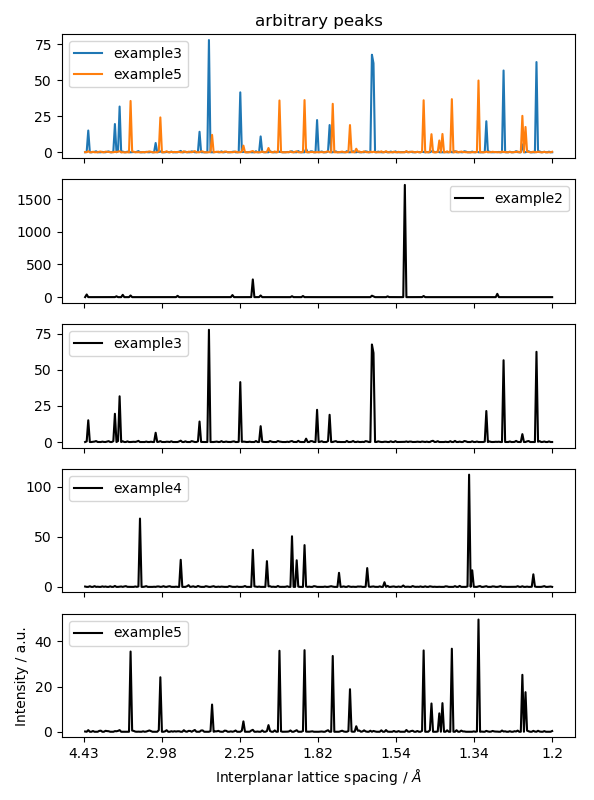 arbitrary peaks
75
50
25
0
example3
example5
1500
1000
500
0
example2
75
50
25
0
example3
100
50
0
example4
40
20
0
example5
Intensity / a.u.
4.43 2.98 2.25 1.82 1.54 1.34 1.2
Interplanar lattice spacing / Å